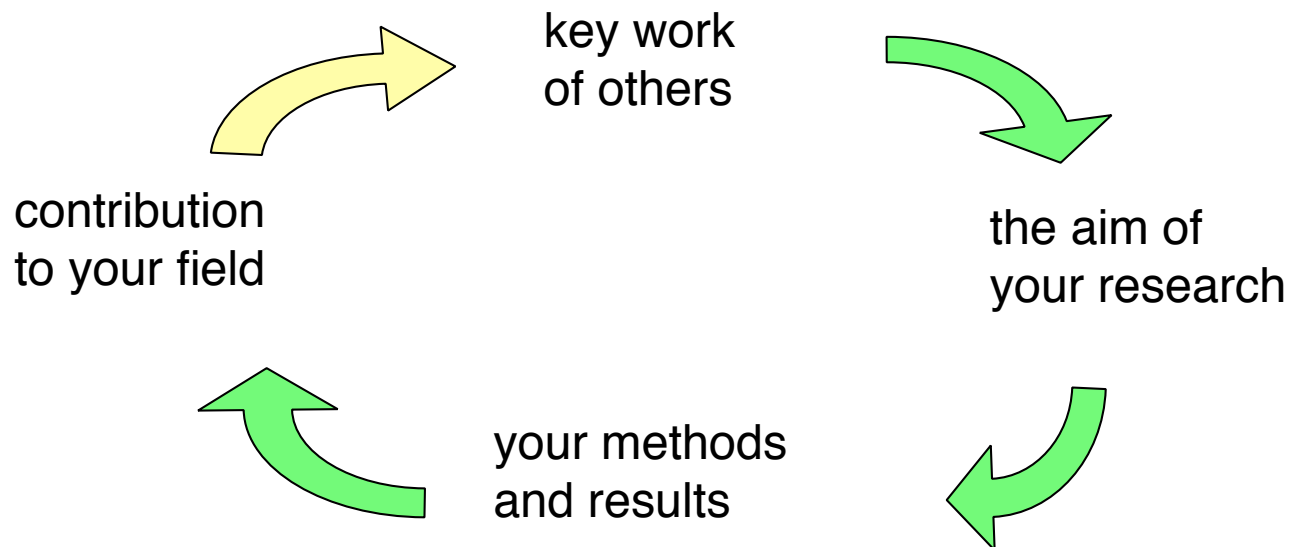 key work
of others
the aim of
your research
your methods
and results
contribution
to your field